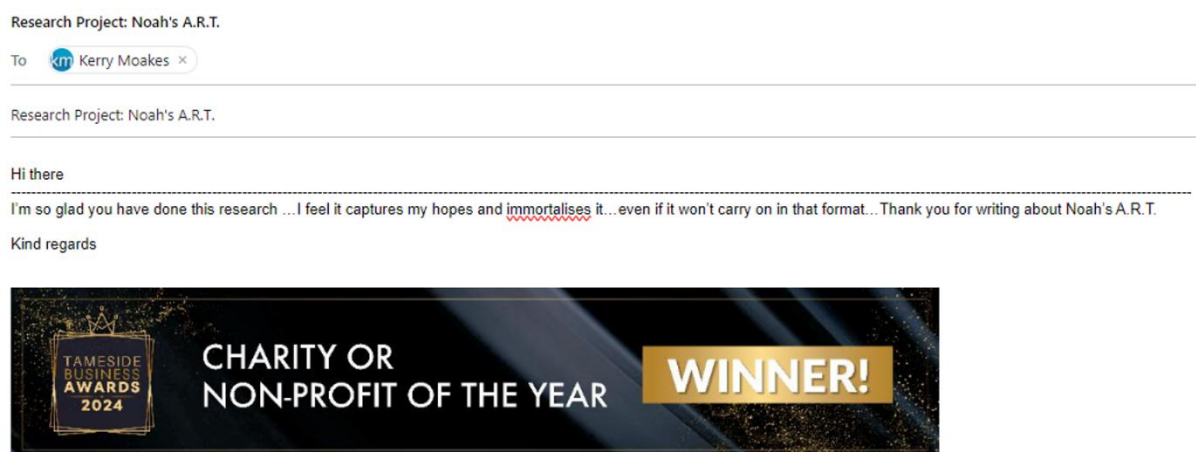 Research Project: Noah's A.R.T.
To km Kerry Moakes ×
Research Project: Noah's A.R.T.
Hi there
I'm so glad you have done this research …I feel it captures my hopes and immortalises it…even if it won't carry on in that format…Thank you for writing about Noah's A.R.T.
Kind regards
TAMESIDE
BUSINESS
AWARDS
2024
CHARITY OR
NON-PROFIT OF THE YEAR
WINNER!